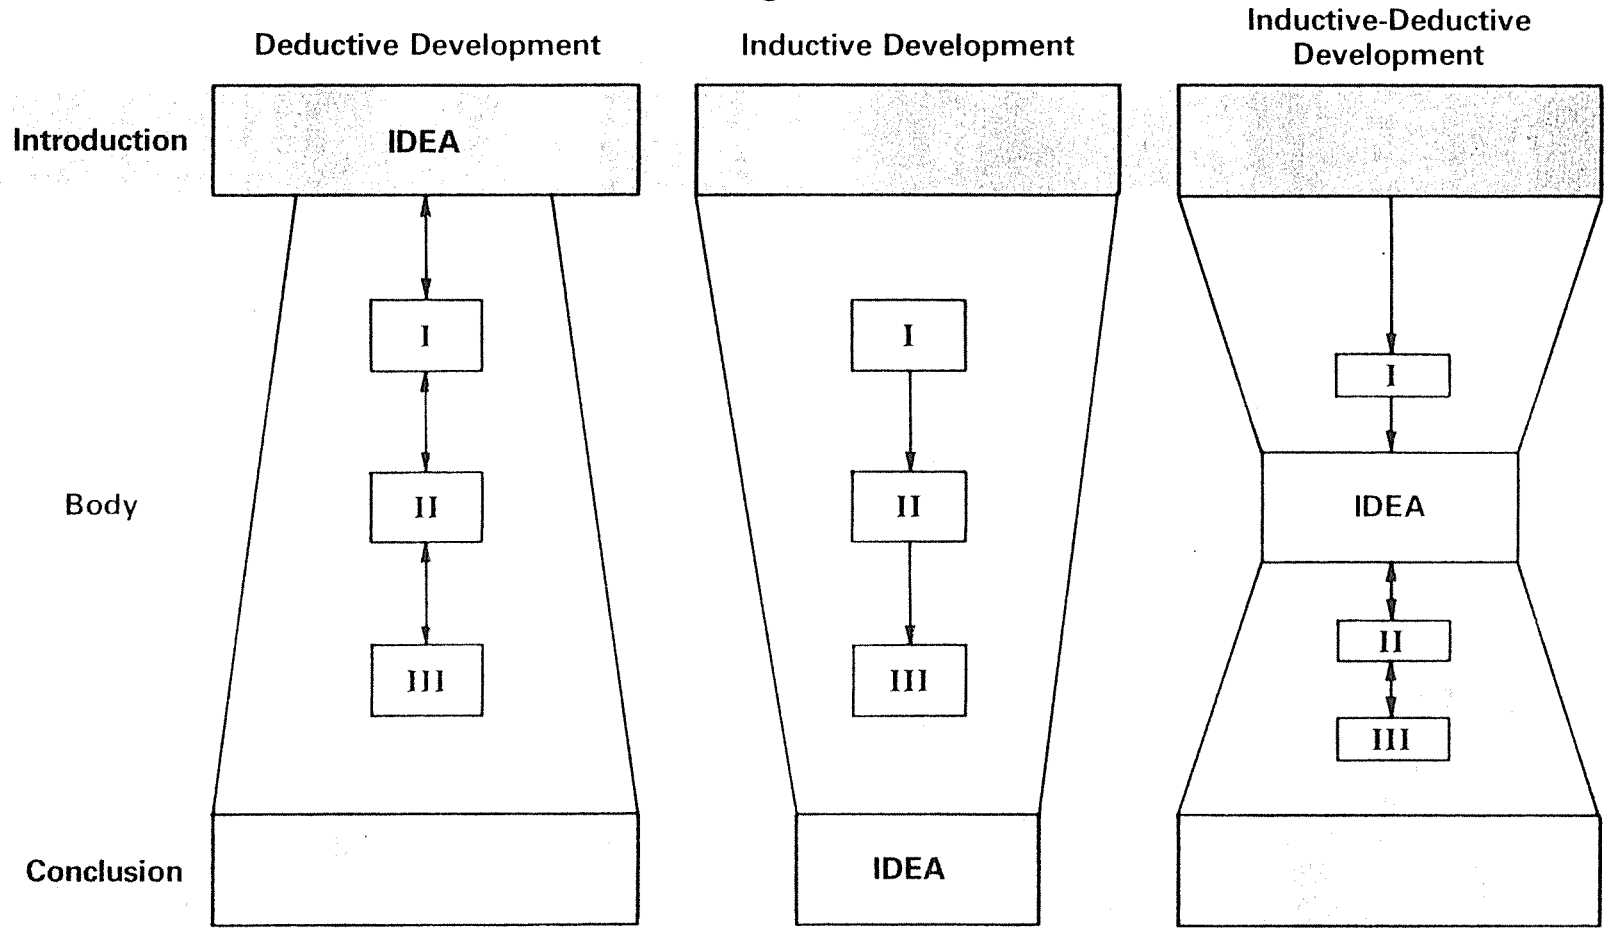 Deductive Development
Inductive Development
Inductive-Deductive
Development
Introduction
IDEA
I
I
I
Body
II
II
IDEA
II
III
III
III
Conclusion
IDEA